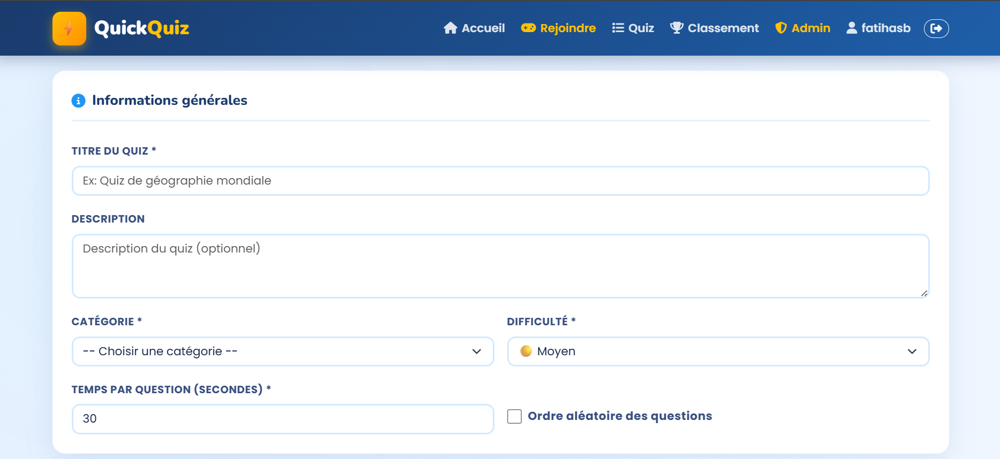 QuickQuiz
Accueil
Rejoindre
Quiz
Classement
Admin
fatihasb
Informations générales
TITRE DU QUIZ *
Ex: Quiz de géographie mondiale
DESCRIPTION
Description du quiz (optionnel)
CATÉGORIE *
DIFFICULTÉ *
-- Choisir une catégorie --
Moyen
TEMPS PAR QUESTION (SECONDES) *
30
Ordre aléatoire des questions